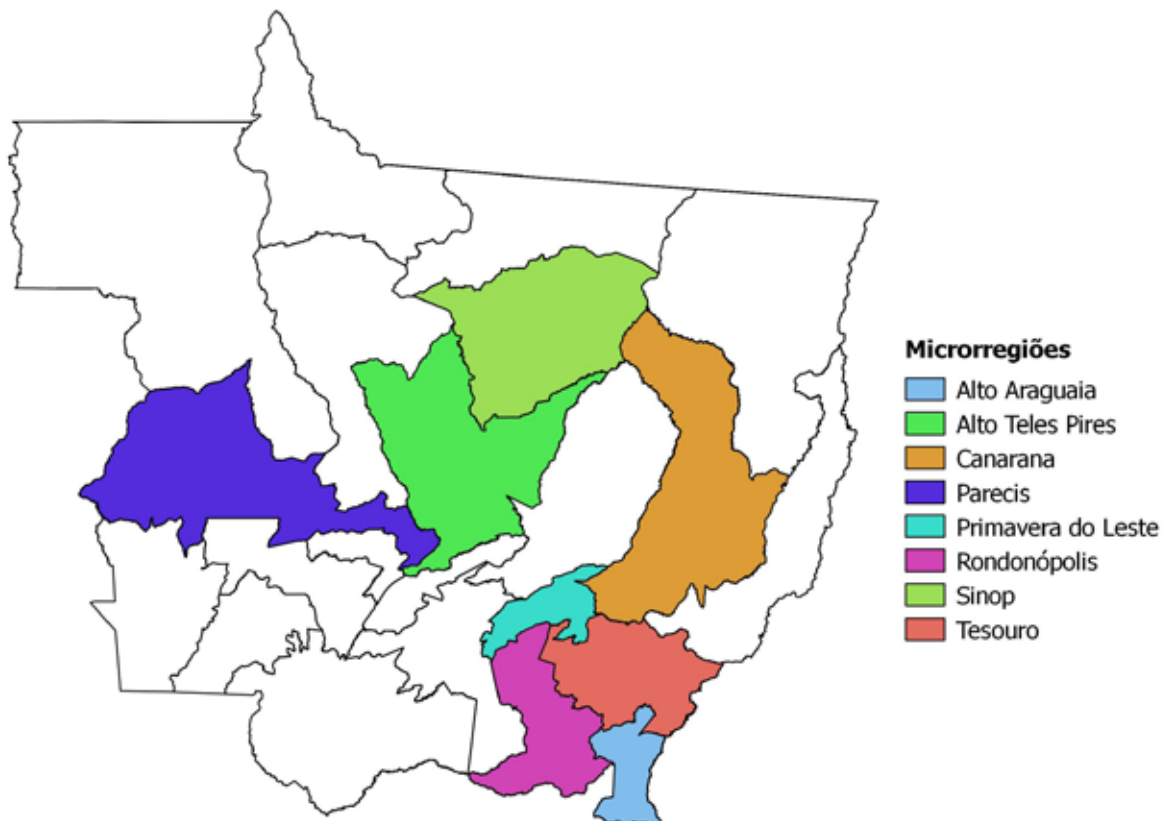 Microrregiões
Alto Araguaia
Alto Teles Pires
Canarana
Parecis
Primavera do Leste
Rondonópolis
Sinop
Tesouro